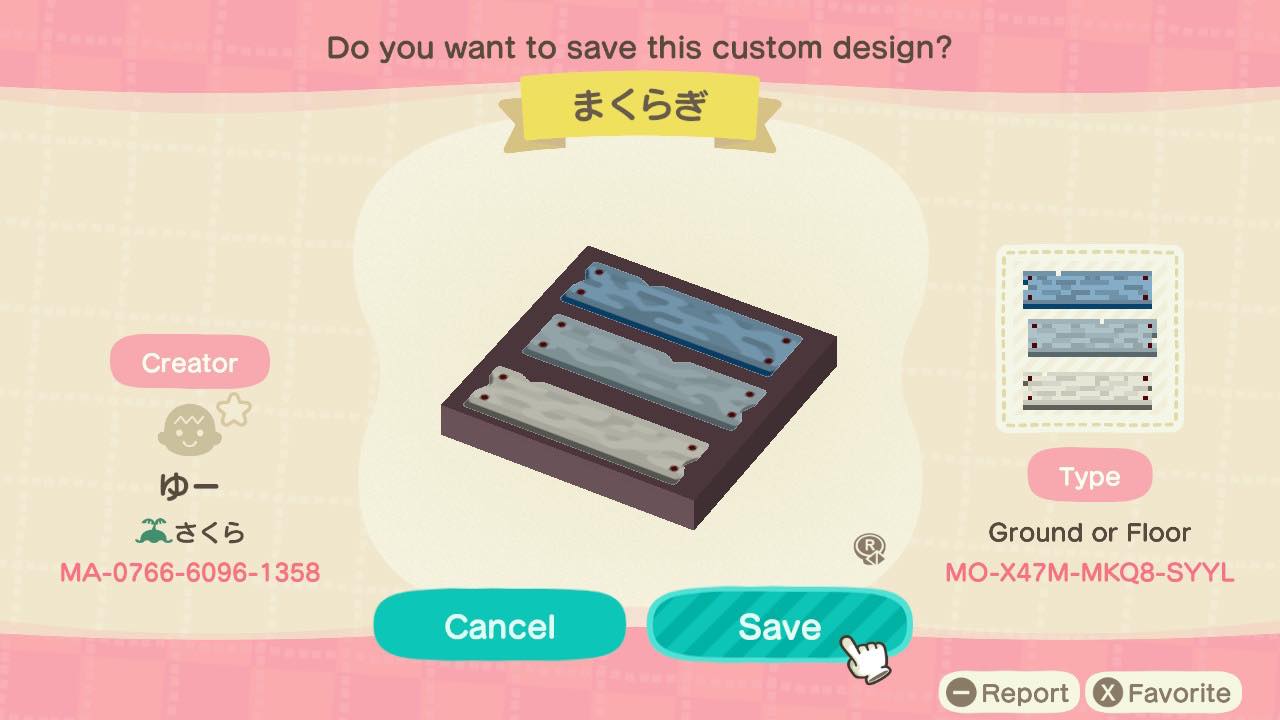 Do you want to save this custom design?
まくらぎ
Creator
ゆー
さくら
MA-0766-6096-1358
Type
Ground or Floor
MO-X47M-MKQ8-SYYL
R
Cancel
Save
Report
X Favorite